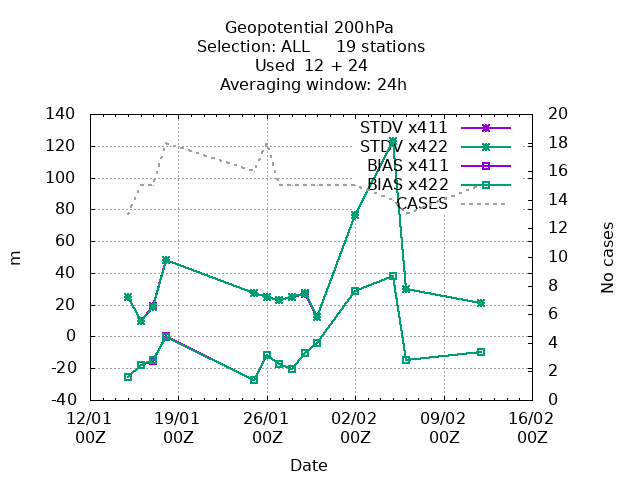 Geopotential 200hPa
Selection: ALL 19 stations
Used 12 + 24
Averaging window: 24h
STDV x411
STDV x422
BIAS x411
BIAS x422
CASES
m
140
120
100
80
60
40
20
0
-20
-40
20
18
16
14
12
10
8
6
4
2
0
No cases
12/01 19/01 26/01 02/02 09/02 16/02
00Z 00Z 00Z 00Z 00Z 00Z
Date